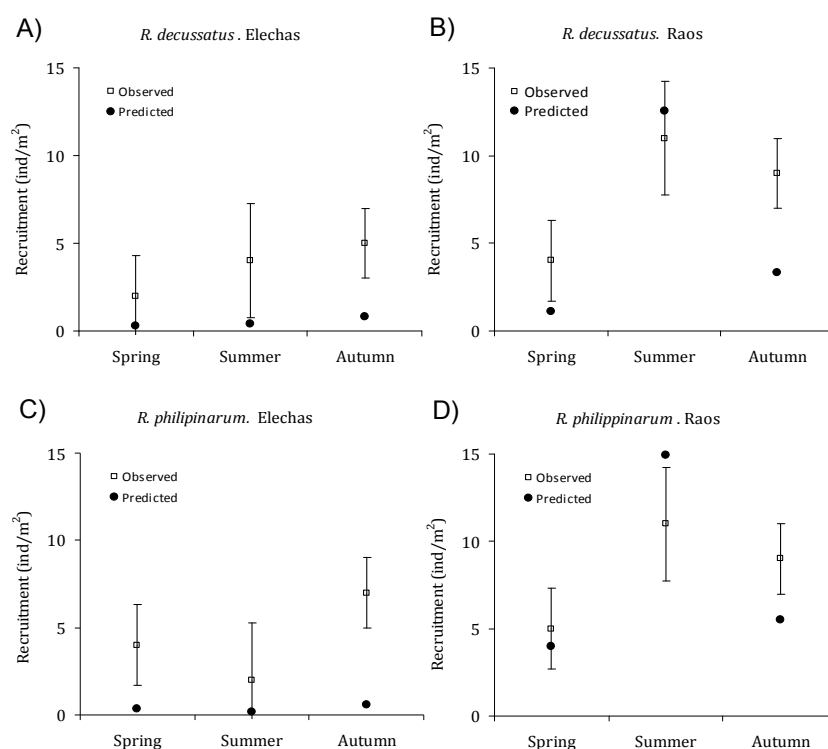 A)
R. decussatus . Elechas
15
10
5
0
Recruitment (ind/m²)
Observed
Predicted
Spring Summer Autumn
B)
R. decussatus. Raos
15
10
5
0
Recruitment (ind/m²)
Observed
Predicted
Spring Summer Autumn
C)
R. philipinarum. Elechas
15
10
5
0
Recruitment (ind/m²)
Observed
Predicted
Spring Summer Autumn
D)
R. philippinarum . Raos
15
10
5
0
Recruitment (ind/m²)
Observed
Predicted
Spring Summer Autumn